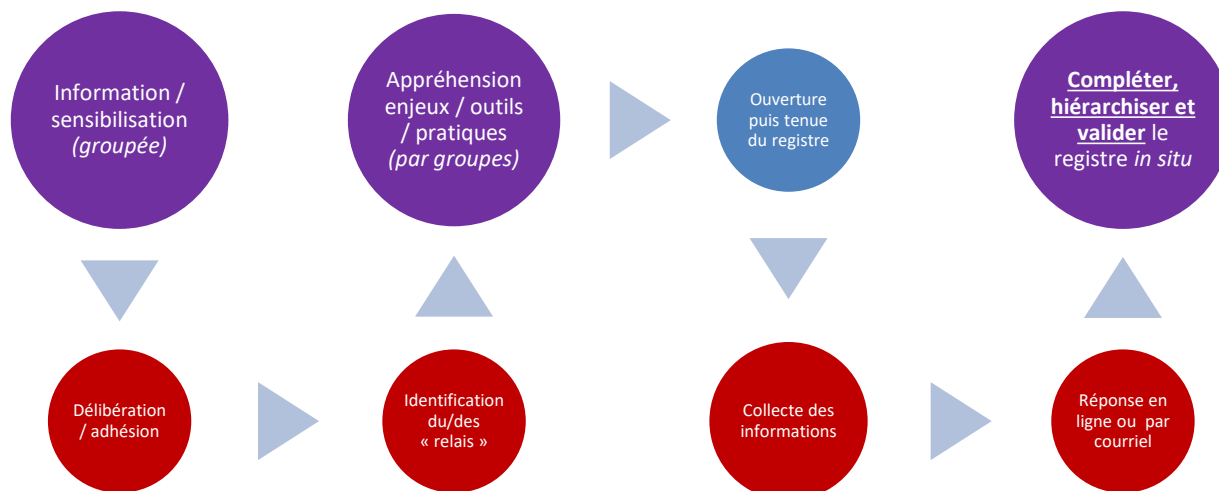 Information /
sensibilisation
(groupée)
Délibération
/ adhésion
Identification
du/des
« relais »
Appréhension
enjeux / outils
/ pratiques
(par groupes)
Ouverture
puis tenue
du registre
Collecte des
informations
Réponse en
ligne ou  par
courriel
Compléter,
hiérarchiser et
valider le
registre in situ